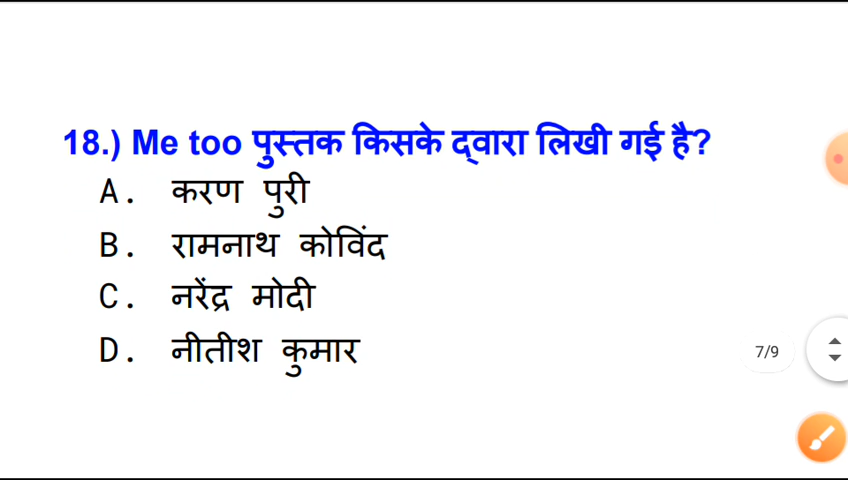 18.) Me too पुस्तक किसके द्वारा लिखी गई है?
A. करण पुरी
B. रामनाथ कोविंद
C. नरेंद्र मोदी
D. नीतीश कुमार
7/9